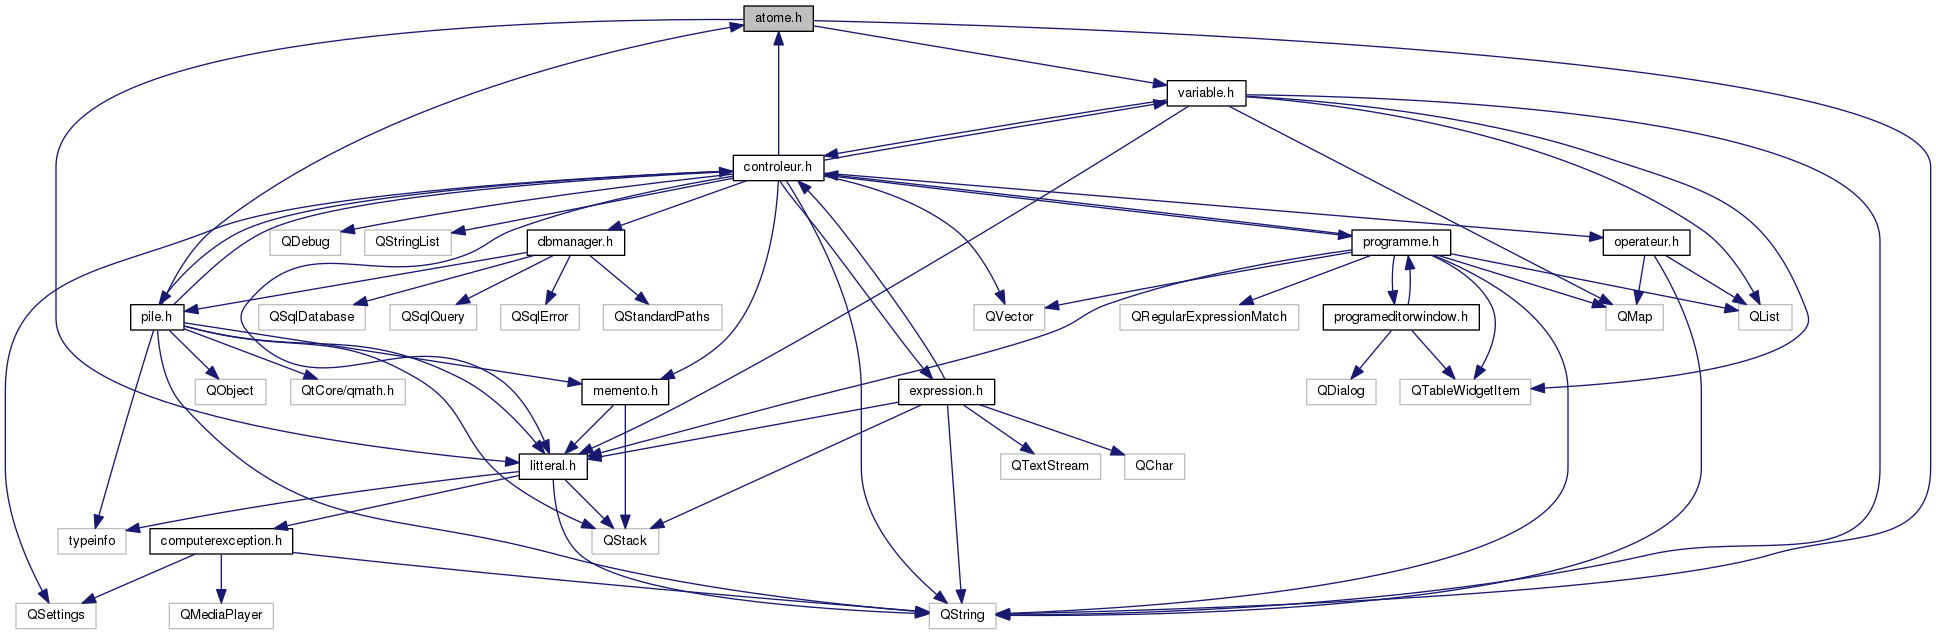 atome.h
variable.h
controleur.h
QDebug
QStringList
dbmanager.h
programme.h
operateur.h
pile.h
QSqlDatabase
QSqlQuery
QSqlError
QStandardPaths
QVector
QRegularExpressionMatch
programeditorwindow.h
QMap
QList
QObject
QtCore/qmath.h
memento.h
expression.h
QDialog
QTableWidgetItem
litteral.h
QTextStream
QChar
typeinfo
computerexception.h
QStack
QSettings
QMediaPlayer
QString